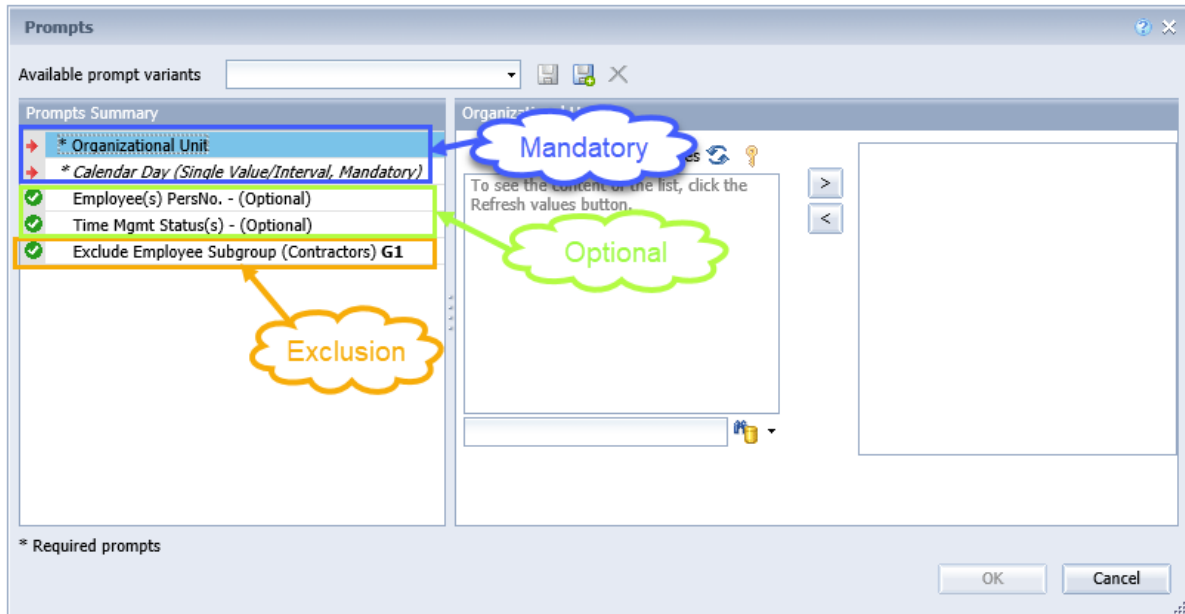 Prompts
Available prompt variants
Prompts Summary
* Organizational Unit
* Calendar Day (Single Value/Interval, Mandatory)
Employee(s) PersNo. - (Optional)
Time Mgmt Status(s) - (Optional)
Exclude Employee Subgroup (Contractors) G1
Mandatory
To see the content of the list, click the
Refresh values button.
Optional
Exclusion
* Required prompts
OK
Cancel